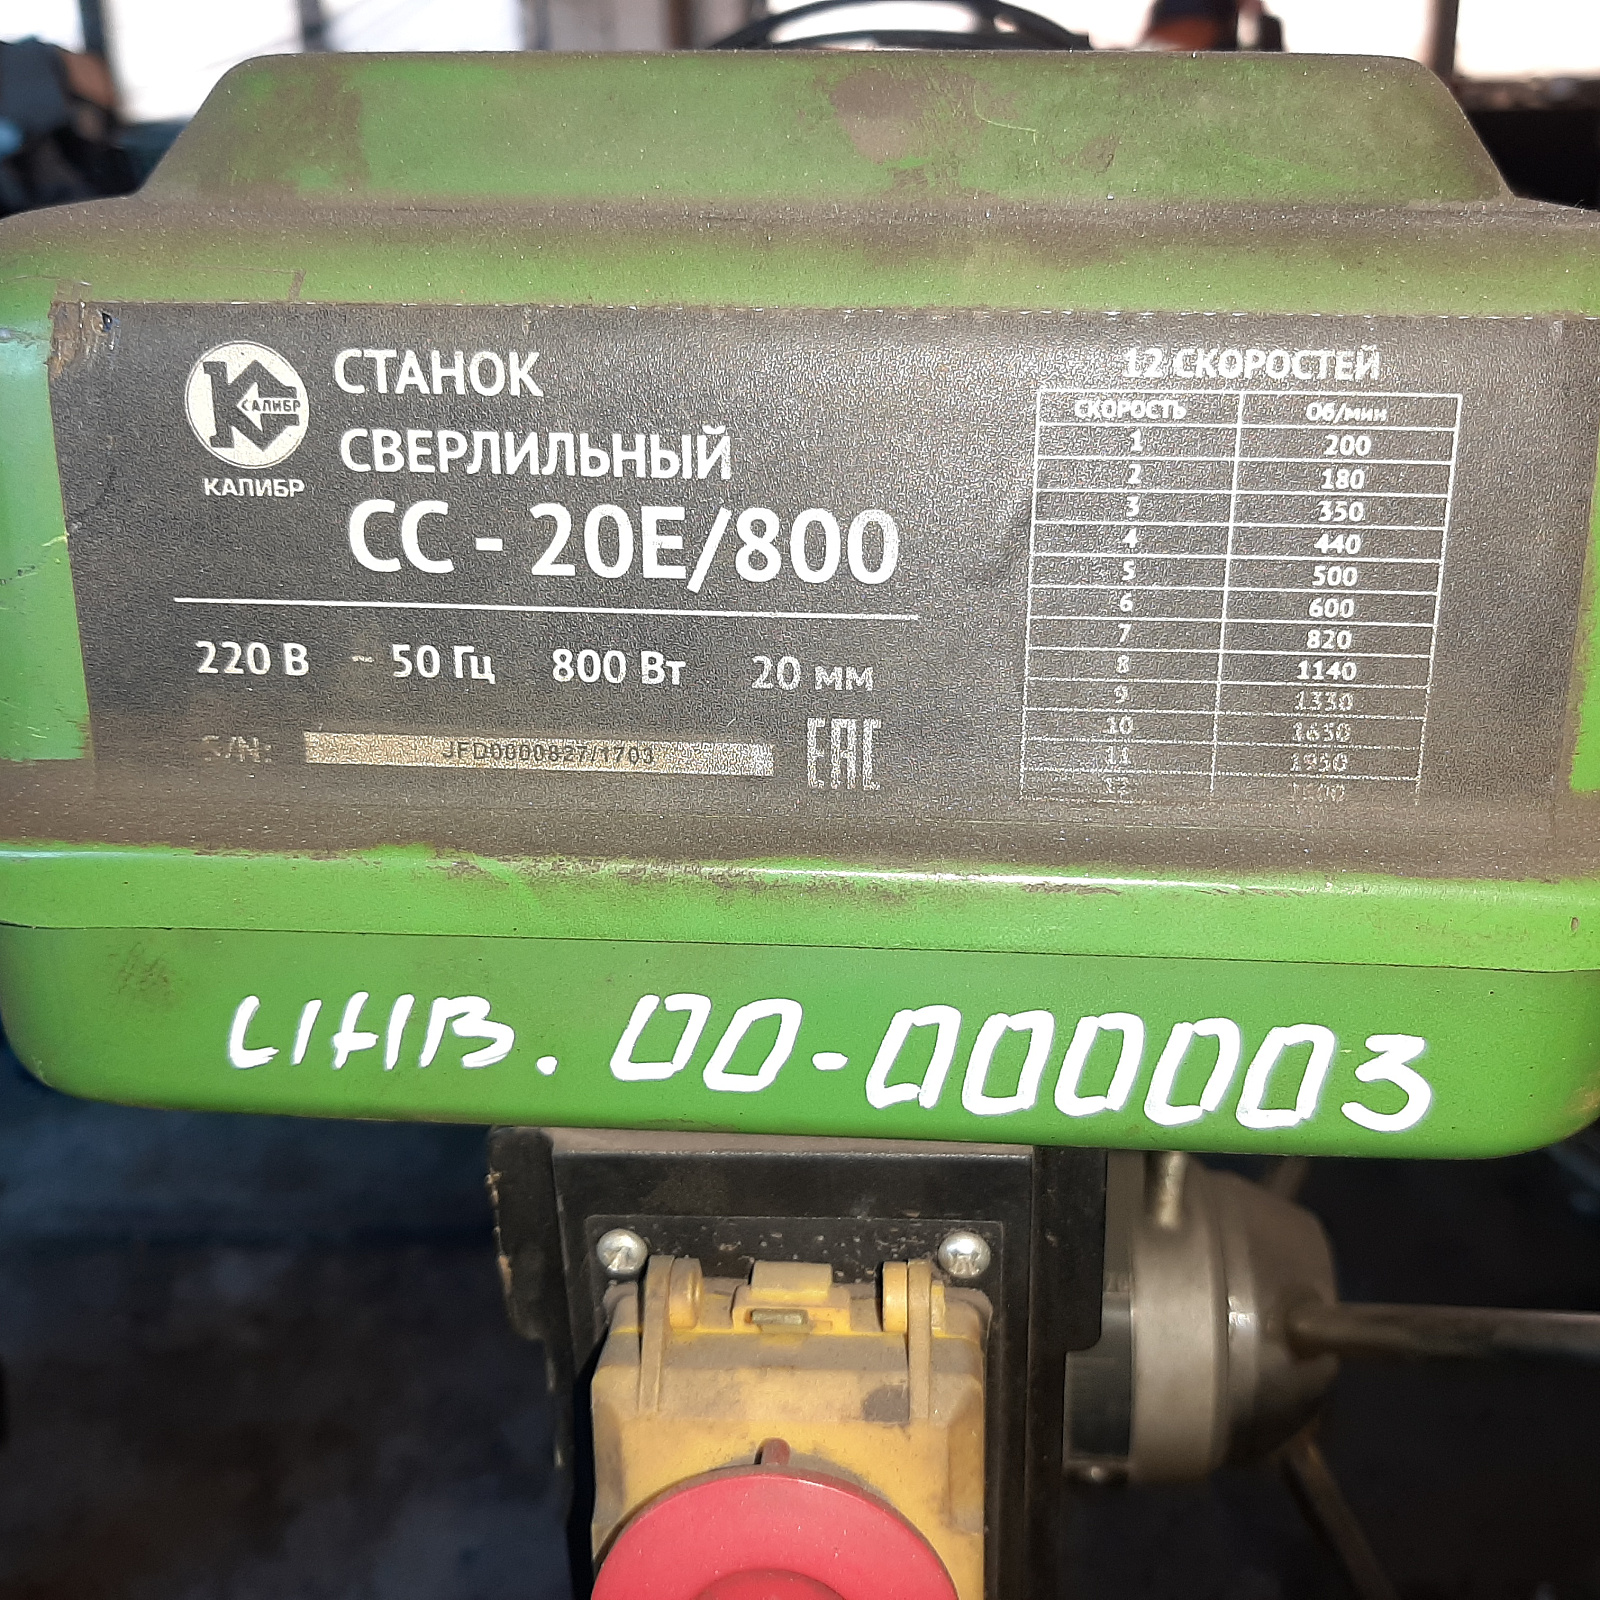 КАЛИБР
КАЛИБР
СТАНОК
СВЕРЛИЛЬНЫЙ
СС - 20Е/800
220 В ~ 50 Гц 800 Вт 20 мм
S/N: JFD0000827/1703
ЕАС
12 СКОРОСТЕЙ
СКОРОСТЬ Об/мин
1 200
2 180
3 350
4 440
5 500
6 600
7 820
8 1140
9 1330
10 1630
11 1950
12
ИНВ. 00-000003